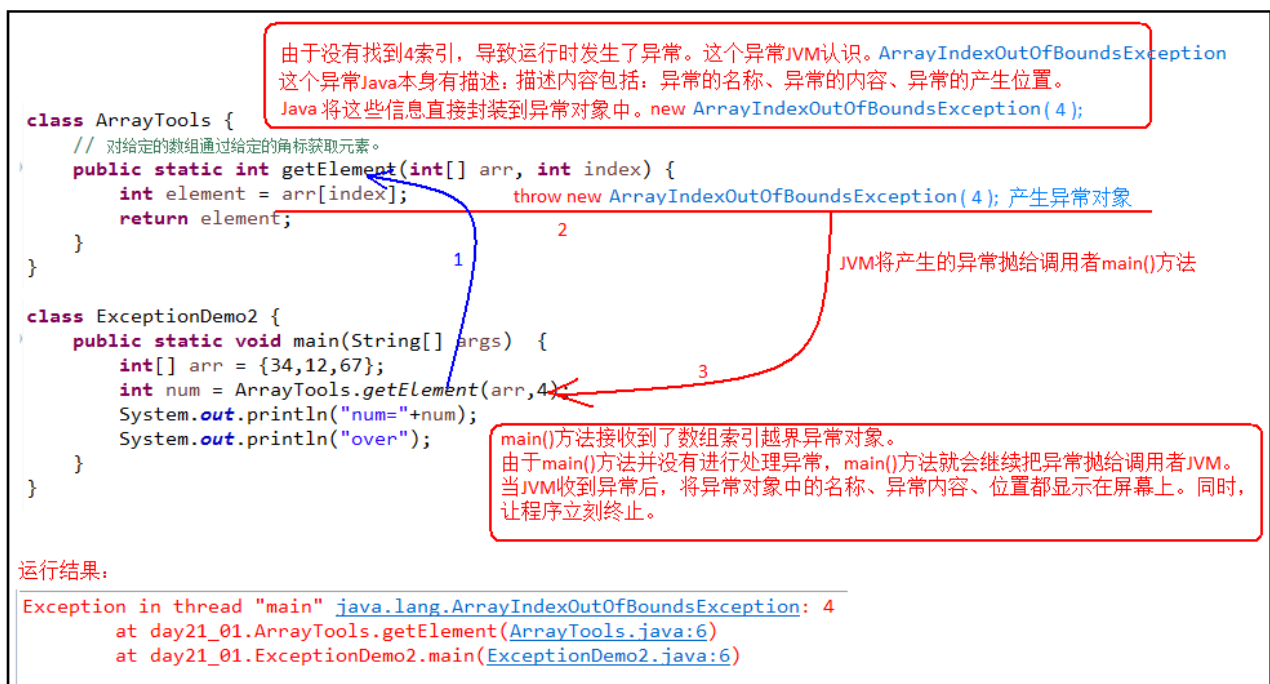 由于没有找到4索引，导致运行时发生了异常。这个异常JVM认识。ArrayIndexOutOfBoundsException
这个异常Java本身有描述：描述内容包括：异常的名称、异常的内容、异常的产生位置。
Java 将这些信息直接封装到异常对象中。new ArrayIndexOutOfBoundsException(4);
class ArrayTools {
// 对给定的数组通过给定的角标获取元素。
public static int getElement(int[] arr, int index) {
int element = arr[index]; throw new ArrayIndexOutOfBoundsException(4); 产生异常对象
return element;
2
}
1
JVM将产生的异常抛给调用者main()方法
}
class ExceptionDemo2 {
public static void main(String[] args) {
int[] arr = {34,12,67};
3
int num = ArrayTools.getElement(arr,4);
System.out.println("num="+num);
System.out.println("over");
}
}
main()方法接收到了数组索引越界异常对象。
由于main()方法并没有进行处理异常，main()方法就会继续把异常抛给调用者JVM。
当JVM收到异常后，将异常对象中的名称、异常内容、位置都显示在屏幕上。同时，
让程序立刻终止。
运行结果：
Exception in thread "main" java.lang.ArrayIndexOutOfBoundsException: 4
at day21_01.ArrayTools.getElement(ArrayTools.java:6)
at day21_01.ExceptionDemo2.main(ExceptionDemo2.java:6)